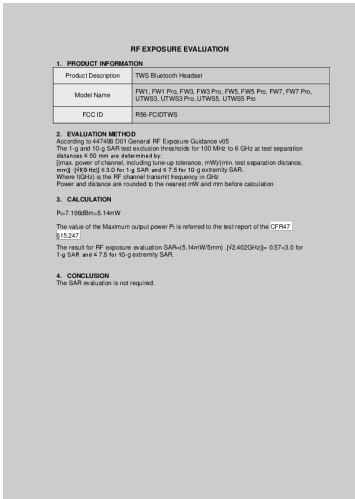 RF EXPOSURE EVALUATION
1. PRODUCT INFORMATION
Product Description TWS Bluetooth Headset
Model Name FW1, FW1 Pro, FW3, FW3 Pro, FW5, FW5 Pro, FW7, FW7 Pro,
UTWS3, UTWS3 Pro, UTWS5, UTWS5 Pro
FCC ID R56-FCIDTWS
2. EVALUATION METHOD
According to 447498 D01 General RF Exposure Guidance v05
The 1-g and 10-g SAR test exclusion thresholds for 100 MHz to 6 GHz at test separation
distances ≤ 50 mm are determined by:
[(max. power of channel, including tune-up tolerance, mW)/(min. test separation distance,
mm)] ·[√f(GHz)] ≤ 3.0 for 1-g SAR and ≤ 7.5 for 10-g extremity SAR.
Where f(GHz) is the RF channel transmit frequency in GHz
Power and distance are rounded to the nearest mW and mm before calculation
3. CALCULATION
Pt=7.106dBm=5.14mW
The value of the Maximum output power Pt is referred to the test report of the CFR47
§15.247.
The result for RF exposure evaluation SAR=(5.14mW/5mm) .[√2.402GHz)]= 0.57<3.0 for
1-g SAR and ≤ 7.5 for 10-g extremity SAR.
4. CONCLUSION
The SAR evaluation is not required.